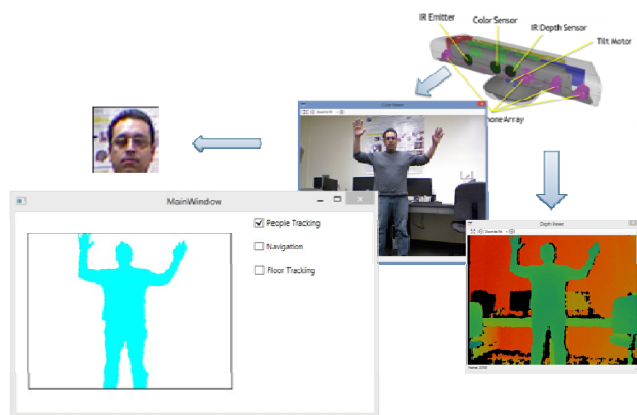 IR Emitter
Color Sensor
IR Depth Sensor
Tilt Motor
hone Array
Color Viewer
Depth Viewer
MainWindow
People Tracking
Navigation
Floor Tracking